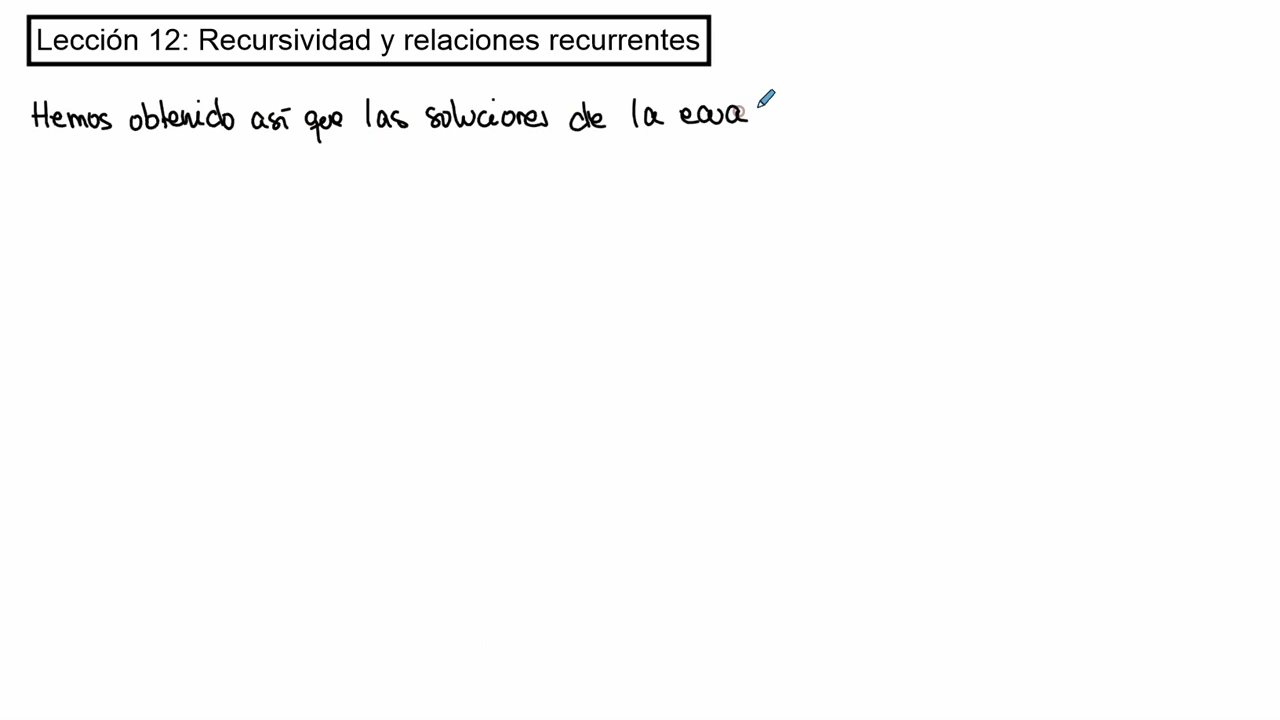 Lección 12: Recursividad y relaciones recurrentes
Hemos obtenido así que las soluciones de la ecua